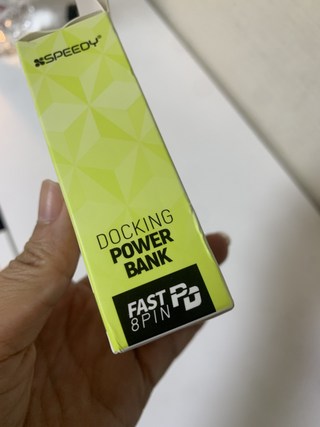 SPEEDY®
DOCKING
POWER
BANK
FAST PD
8PIN